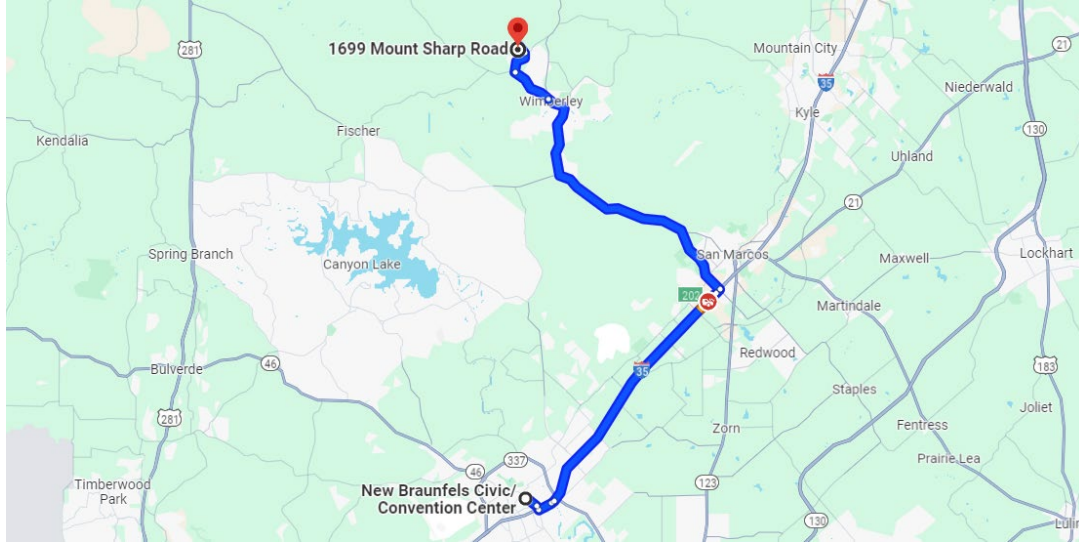 281
1699 Mount Sharp Road
Mountain City
21
35
Niederwald
Wimberley
Kyle
Fischer
130
Kendalia
Uhland
21
Spring Branch
Canyon Lake
San Marcos
Maxwell
Lockhart
202
Martindale
Redwood
46
Bulverde
35
183
Staples
281
Joliet
Zorn
Fentress
337
Prairie Lea
46
Timberwood
Park
123
New Braunfels Civic/
Convention Center
130